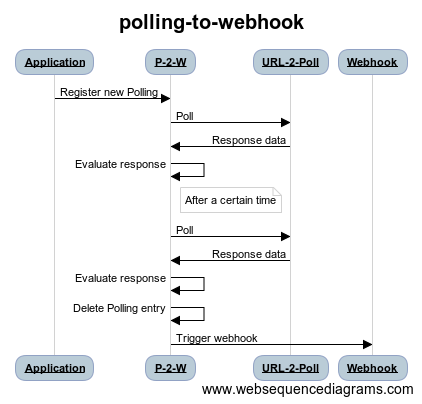 polling-to-webhook
Application P-2-W URL-2-Poll Webhook
Register new Polling
Poll
Response data
Evaluate response
After a certain time
Poll
Response data
Evaluate response
Delete Polling entry
Trigger webhook
Application P-2-W URL-2-Poll Webhook
www.websequencediagrams.com